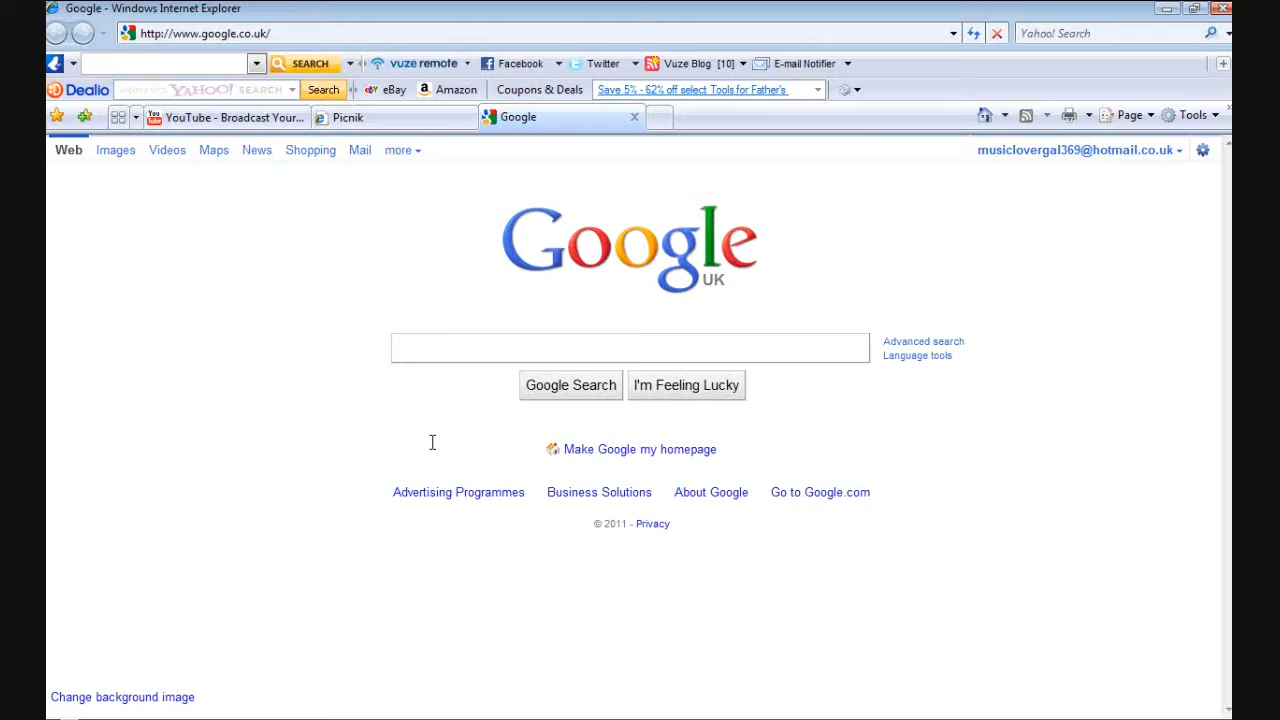 Google - Windows Internet Explorer
http://www.google.co.uk/
Yahoo! Search
SEARCH vuze remote Facebook Twitter Vuze Blog [10] E-mail Notifier
Dealio YAHOO! SEARCH Search eBay Amazon Coupons & Deals Save 5% - 62% off select Tools for Father's
YouTube - Broadcast Your... Picnik Google Page Tools
Web Images Videos Maps News Shopping Mail more musiclovergal369@hotmail.co.uk
Google
UK
Advanced search
Language tools
Google Search I'm Feeling Lucky
Make Google my homepage
Advertising Programmes Business Solutions About Google Go to Google.com
© 2011 - Privacy
Change background image